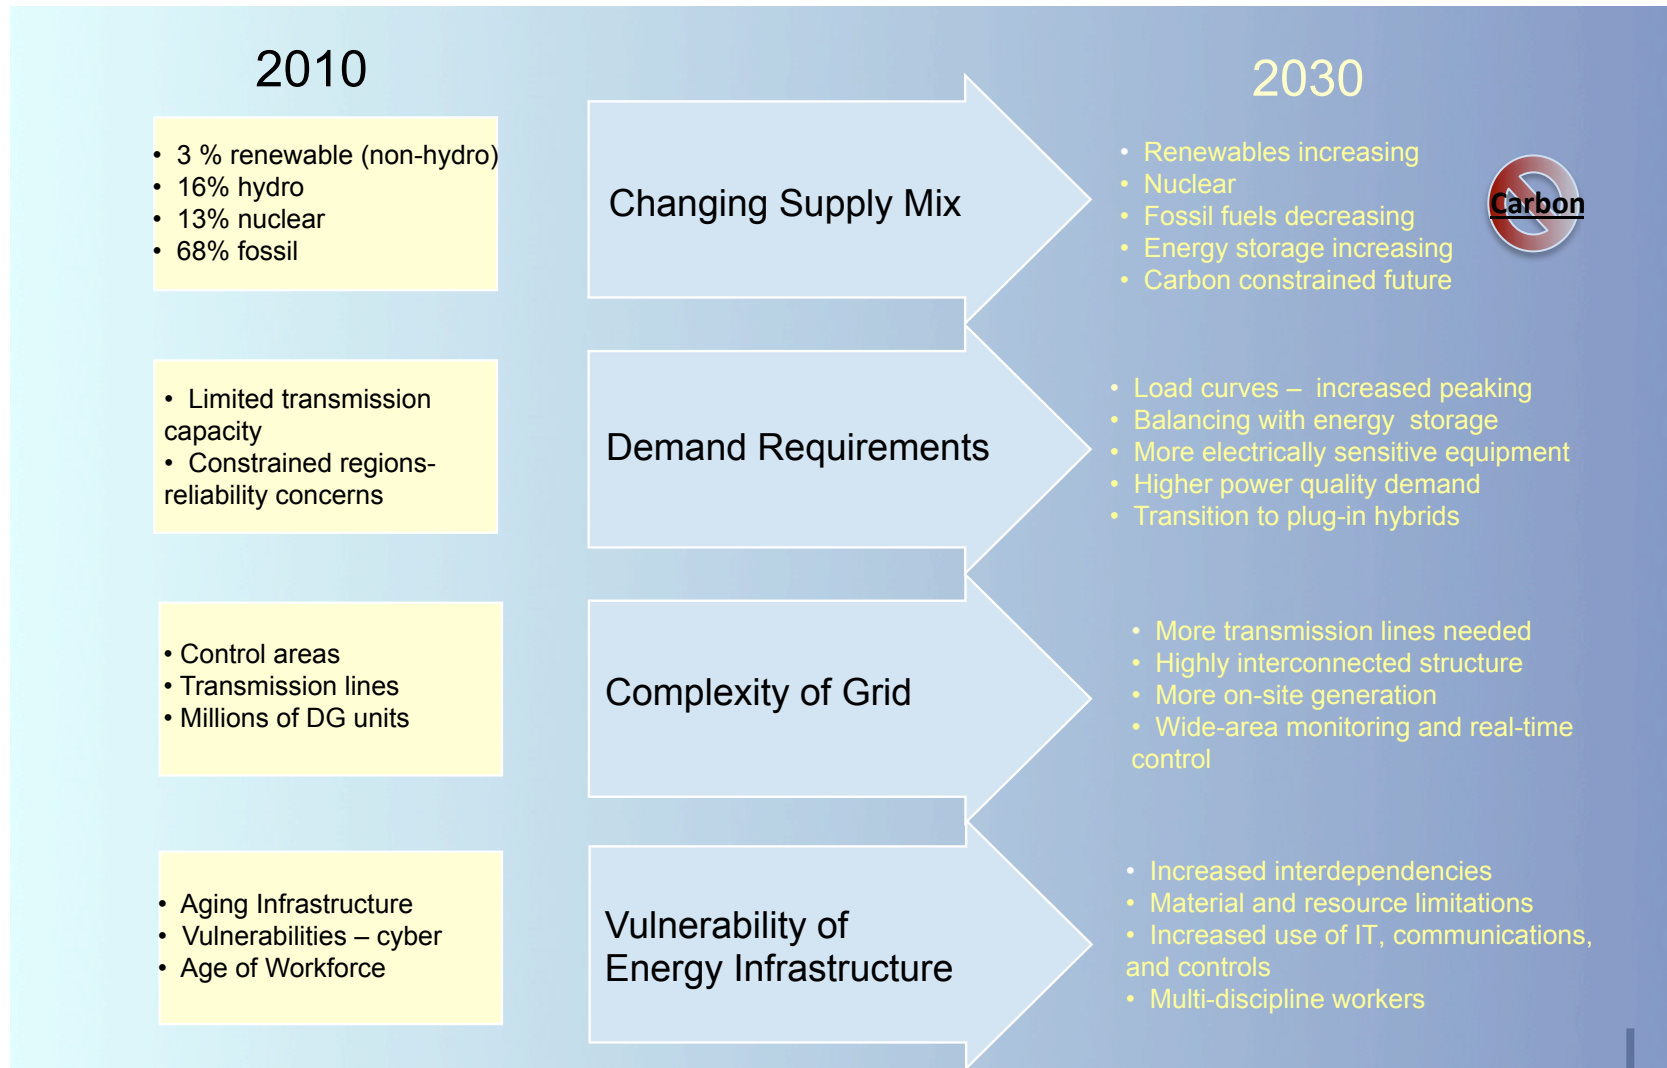 2010
2030
• 3 % renewable (non-hydro)
• 16% hydro
• 13% nuclear
• 68% fossil
Changing Supply Mix
• Renewables increasing
• Nuclear
• Fossil fuels decreasing
• Energy storage increasing
• Carbon constrained future
Carbon
• Limited transmission
capacity
• Constrained regions-
reliability concerns
Demand Requirements
• Load curves – increased peaking
• Balancing with energy storage
• More electrically sensitive equipment
• Higher power quality demand
• Transition to plug-in hybrids
• Control areas
• Transmission lines
• Millions of DG units
Complexity of Grid
• More transmission lines needed
• Highly interconnected structure
• More on-site generation
• Wide-area monitoring and real-time
control
• Aging Infrastructure
• Vulnerabilities – cyber
• Age of Workforce
Vulnerability of
Energy Infrastructure
• Increased interdependencies
• Material and resource limitations
• Increased use of IT, communications,
and controls
• Multi-discipline workers